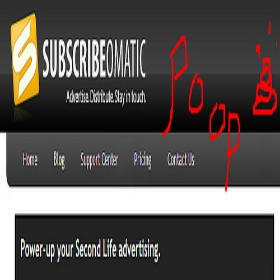 SUBSCRIBEOMATIC
Advertise. Distribute. Stay in touch.
Poop
Home Blog Support Center Pricing Contact Us
Power-up your Second Life advertising.